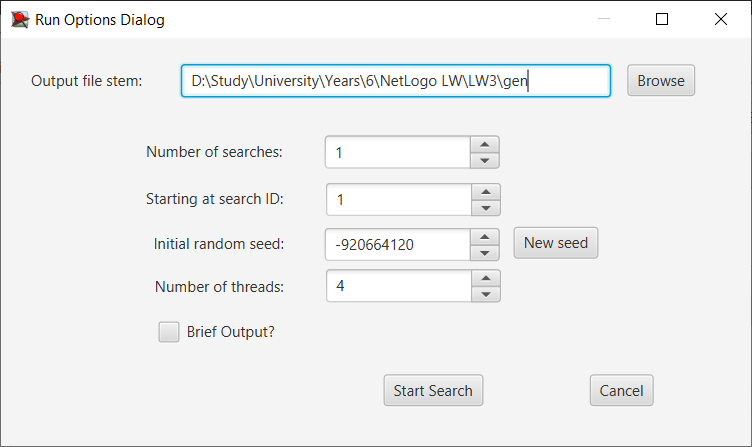 Run Options Dialog
Output file stem: D:\Study\University\Years\6\NetLogo LW\LW3\gen Browse
Number of searches: 1
Starting at search ID: 1
Initial random seed: -920664120 New seed
Number of threads: 4
Brief Output?
Start Search Cancel